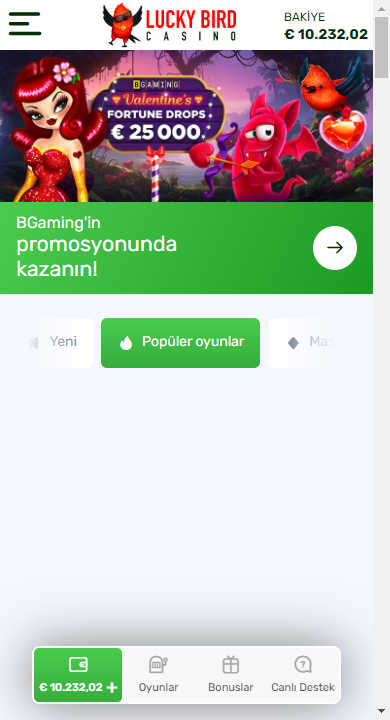 LUCKY BIRD
CASINO
BAKİYE
€ 10.232,02
BGAMING
Valentine's
FORTUNE DROPS
€ 25 000
BGaming'in
promosyonunda
kazanın!
Yeni
Popüler oyunlar
€ 10.232,02
Oyunlar
Bonuslar
Canlı Destek